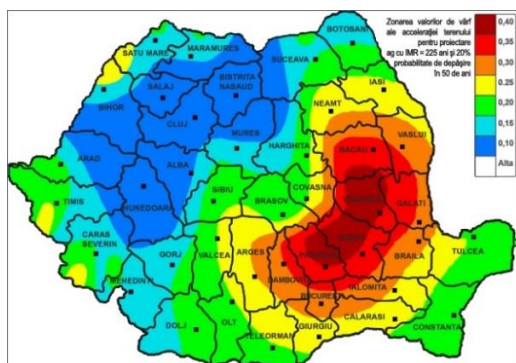 Zonarea valorilor de vârf
ale accelerației terenului
pentru proiectare
ag cu IMR = 225 ani și 20%
probabilitate de depășire
în 50 de ani
0,40
0,35
0,30
0,25
0,20
0,15
0,10
Alta
BOTOSANI
SATU MARE
MARAMURES
SUCEAVA
IASI
BISTRITA
NASAUD
SALAJ
BIHOR
NEAMT
CLUJ
MURES
VASLUI
HARGHITA
BACAU
ARAD
ALBA
COVASNA
SIBIU
BRASOV
GALATI
TIMIS
HUNEDOARA
CARAS
SEVERIN
GORJ
VALCEA
ARGES
BRAILA
TULCEA
DAMBOVITA
MEHEDINTI
IALOMITA
BUCURESTI
CALARASI
CONSTANTA
OLT
DOLJ
GIURGIU
TELEORMAN